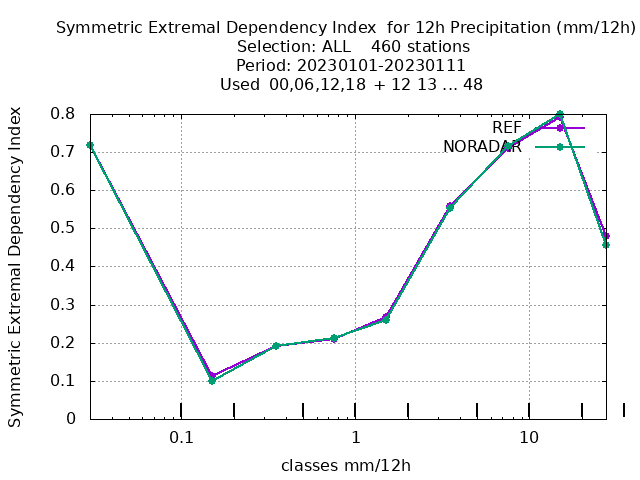 Symmetric Extremal Dependency Index  for 12h Precipitation (mm/12h)
Selection: ALL    460 stations
Period: 20230101-20230111
Used  00,06,12,18  + 12 13 ... 48
Symmetric Extremal Dependency Index
0.8
0.7
0.6
0.5
0.4
0.3
0.2
0.1
0
REF
NORADAR
0.1
1
10
classes mm/12h